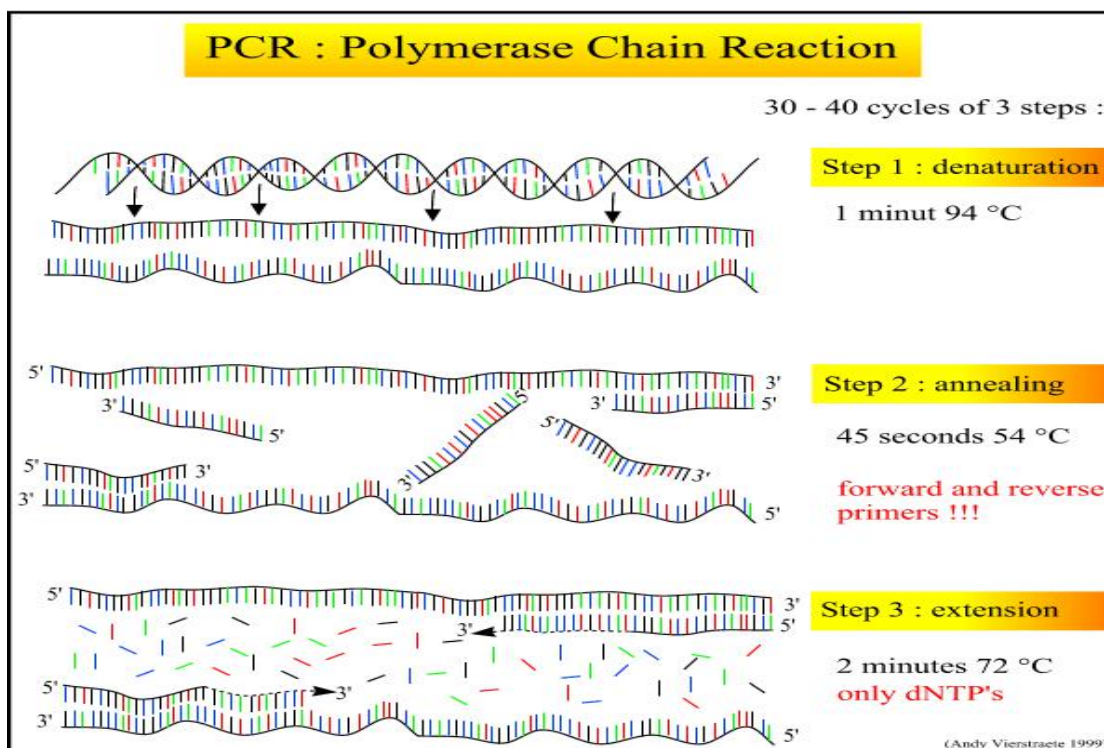 PCR : Polymerase Chain Reaction
30 - 40 cycles of 3 steps :
Step 1 : denaturation
1 minut 94 °C
5'
3'
3'
5'
Step 2 : annealing
3'
5'
5'
5'
45 seconds 54 °C
5'
3'
3'
3'
3'
5'
forward and reverse
primers !!!
5'
3'
Step 3 : extension
3'
5'
2 minutes 72 °C
only dNTP's
5'
3'
3'
5'
(Andy Vierstraete 1999)